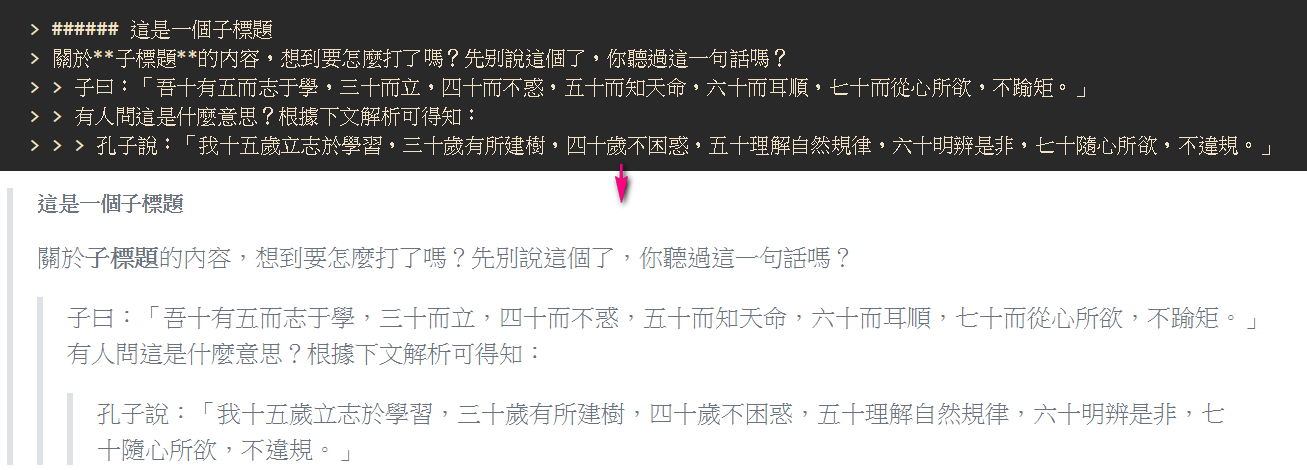 > ###### 這是一個子標題
> 關於**子標題**的內容，想到要怎麼打了嗎？先別說這個了，你聽過這一句話嗎？
> > 子曰：「吾十有五而志于學，三十而立，四十而不惑，五十而知天命，六十而耳順，七十而從心所欲，不踰矩。」
> > 有人問這是什麼意思？根據下文解析可得知：
> > > 孔子說：「我十五歲立志於學習，三十歲有所建樹，四十歲不困惑，五十理解自然規律，六十明辨是非，七十隨心所欲，不違規。」
這是一個子標題
關於子標題的內容，想到要怎麼打了嗎？先別說這個了，你聽過這一句話嗎？
子曰：「吾十有五而志于學，三十而立，四十而不惑，五十而知天命，六十而耳順，七十而從心所欲，不踰矩。」
有人問這是什麼意思？根據下文解析可得知：
孔子說：「我十五歲立志於學習，三十歲有所建樹，四十歲不困惑，五十理解自然規律，六十明辨是非，七
十隨心所欲，不違規。」